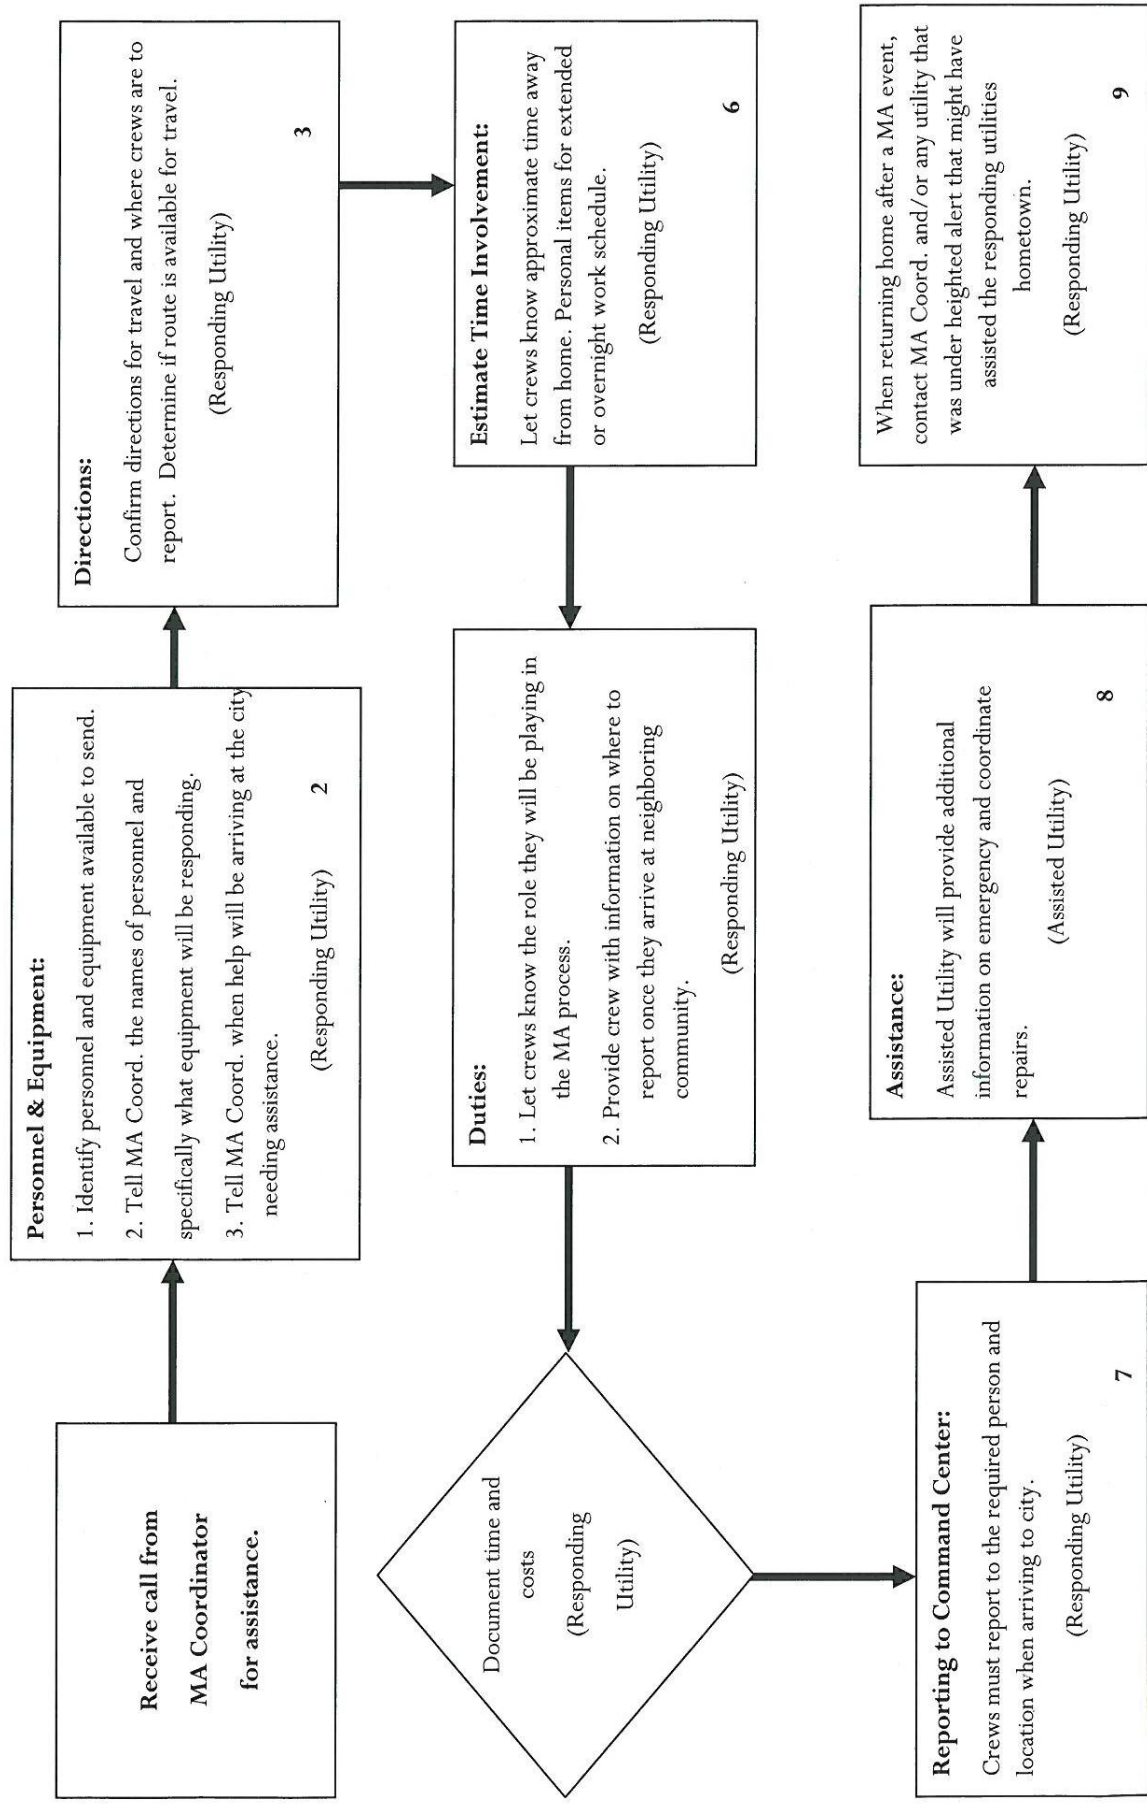 Receive call from
MA Coordinator
for assistance.
Personnel & Equipment:
1. Identify personnel and equipment available to send.
2. Tell MA Coord. the names of personnel and
specifically what equipment will be responding.
3. Tell MA Coord. when help will be arriving at the city
needing assistance.
(Responding Utility)
2
Directions:
Confirm directions for travel and where crews are to
report. Determine if route is available for travel.
(Responding Utility)
3
Estimate Time Involvement:
Let crews know approximate time away
from home. Personal items for extended
or overnight work schedule.
(Responding Utility)
6
Duties:
1. Let crews know the role they will be playing in
the MA process.
2. Provide crew with information on where to
report once they arrive at neighboring
community.
(Responding Utility)
Document time and
costs
(Responding
Utility)
Reporting to Command Center:
Crews must report to the required person and
location when arriving to city.
(Responding Utility)
7
Assistance:
Assisted Utility will provide additional
information on emergency and coordinate
repairs.
(Assisted Utility)
8
When returning home after a MA event,
contact MA Coord. and/or any utility that
was under heighted alert that might have
assisted the responding utilities
hometown.
(Responding Utility)
9